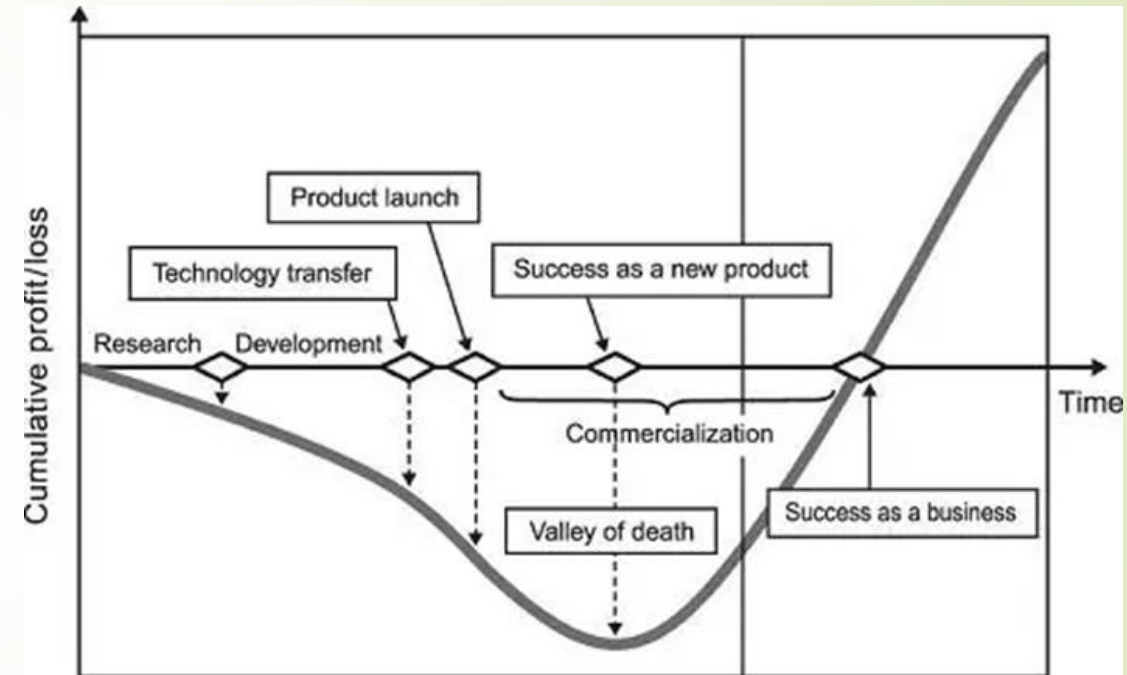 Product launch
Technology transfer
Success as a new product
Research
Development
Cumulative profit/loss
Time
Commercialization
Success as a business
Valley of death